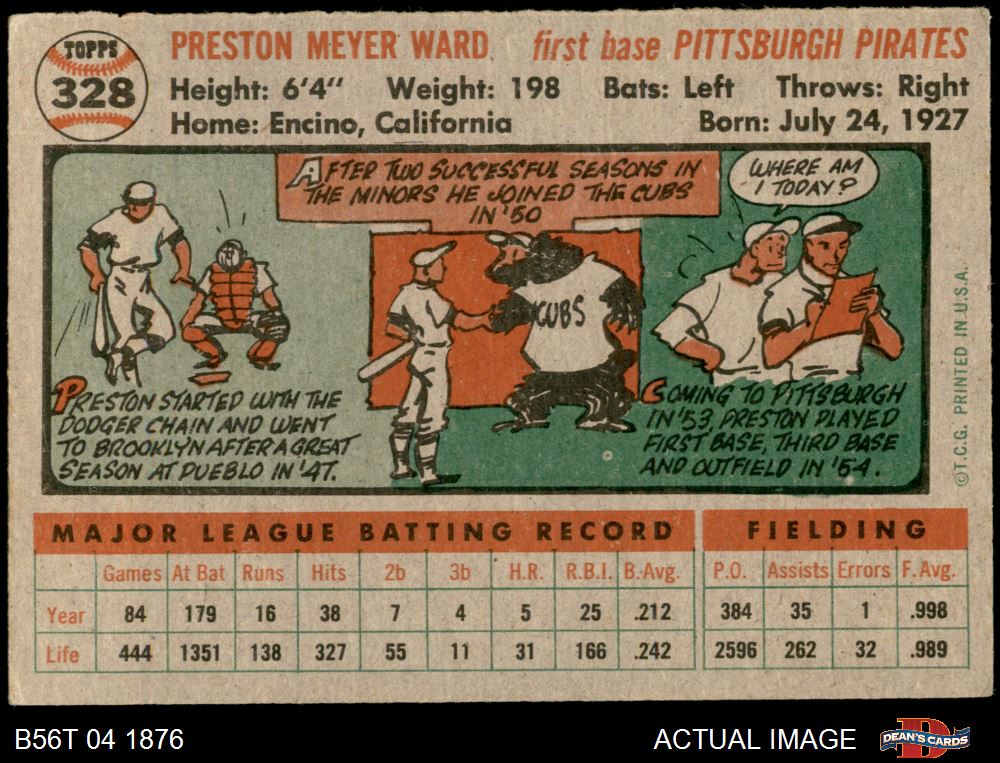 TOPPS
328
PRESTON MEYER WARD first base PITTSBURGH PIRATES
Height: 6'4" Weight: 198 Bats: Left Throws: Right
Home: Encino, California Born: July 24, 1927
PRESTON STARTED WITH THE
DODGER CHAIN AND WENT
TO BROOKLYN AFTER A GREAT
SEASON AT PUEBLO IN '47.
AFTER TWO SUCCESSFUL SEASONS IN
THE MINORS HE JOINED THE CUBS
IN '50
CUBS
WHERE AM
I TODAY?
COMING TO PITTSBURGH
IN '53, PRESTON PLAYED
FIRST BASE, THIRD BASE
AND OUTFIELD IN '54.
©T.C.G. PRINTED IN U.S.A.
MAJOR LEAGUE BATTING RECORD FIELDING
Games At Bat Runs Hits 2b 3b H.R. R.B.I. B.Avg. P.O. Assists Errors F.Avg.
Year 84 179 16 38 7 4 5 25 .212 384 35 1 .998
Life 444 1351 138 327 55 11 31 166 .242 2596 262 32 .989
B56T 04 1876 ACTUAL IMAGE DEAN'S CARDS